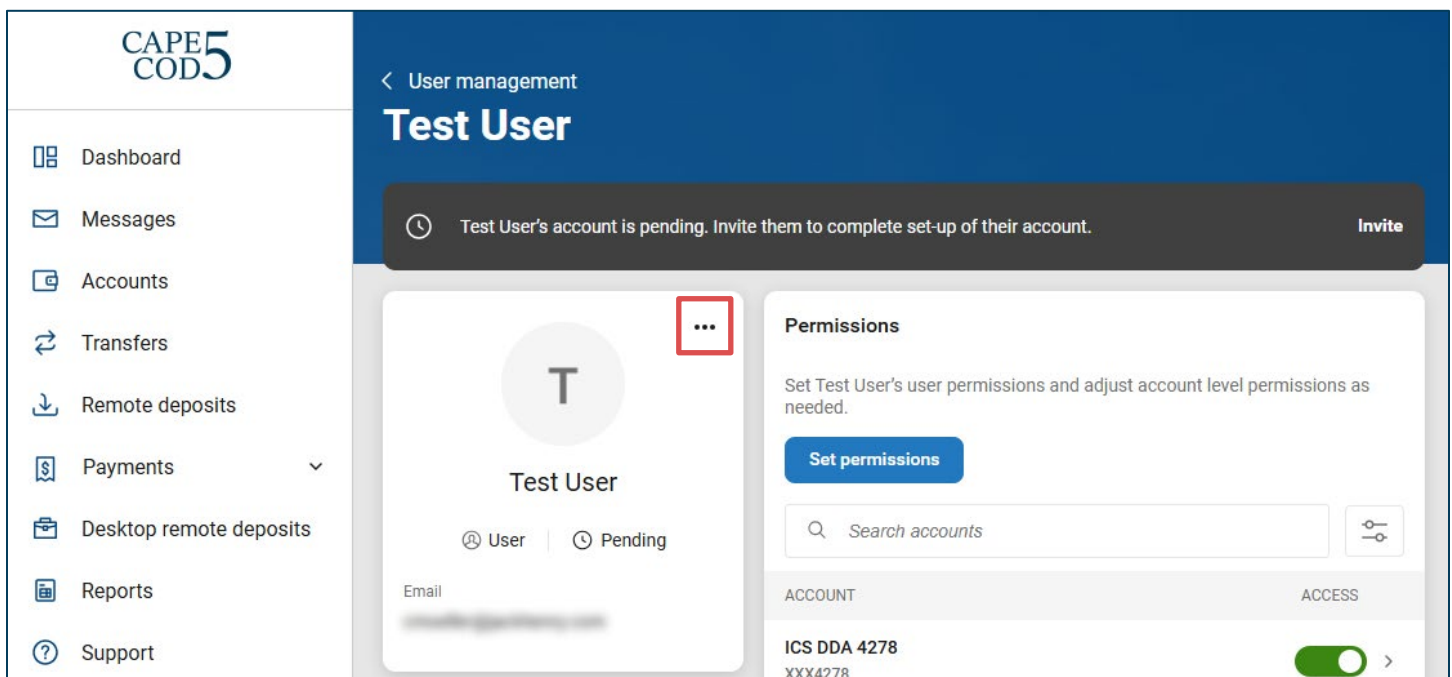 CAPE
COD 5
Dashboard
Messages
Accounts
Transfers
Remote deposits
Payments
Desktop remote deposits
Reports
Support
User management
Test User
Test User's account is pending. Invite them to complete set-up of their account.
Invite
T
Test User
User
Pending
Email
Permissions
Set Test User's user permissions and adjust account level permissions as
needed.
Set permissions
Search accounts
ACCOUNT
ACCESS
ICS DDA 4278
XXX4278